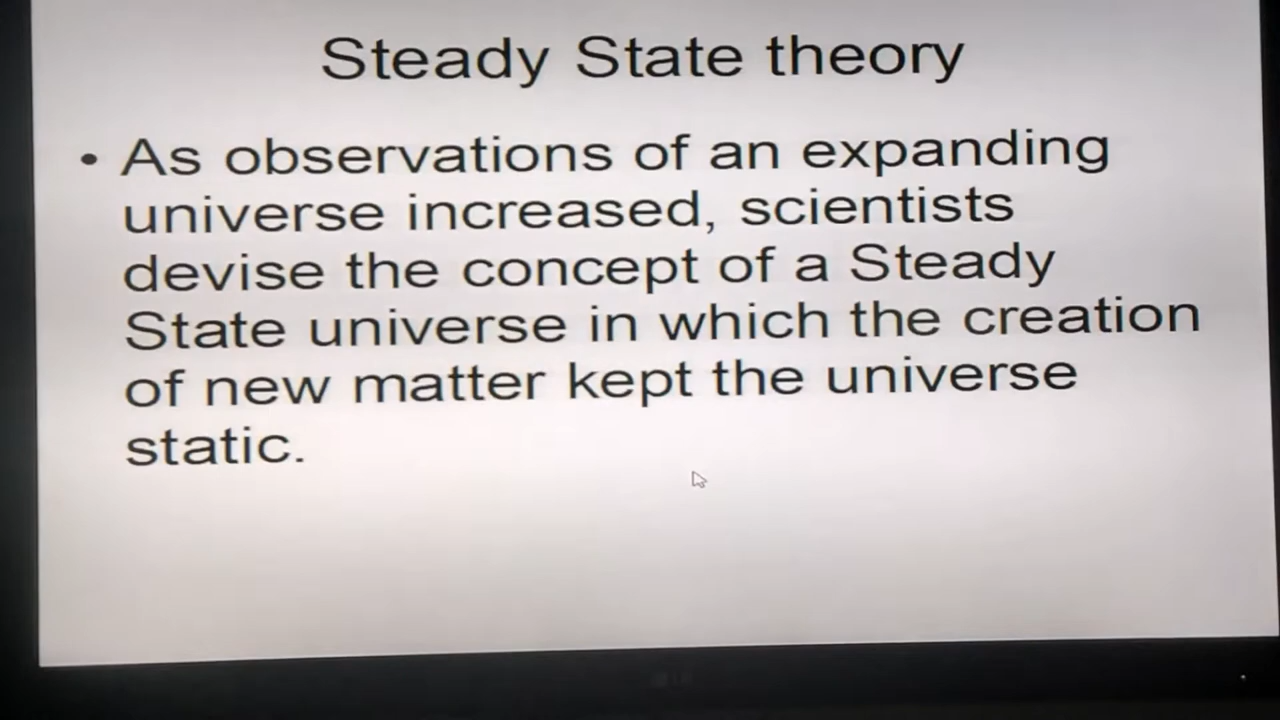 Steady State theory
• As observations of an expanding
universe increased, scientists
devise the concept of a Steady
State universe in which the creation
of new matter kept the universe
static.